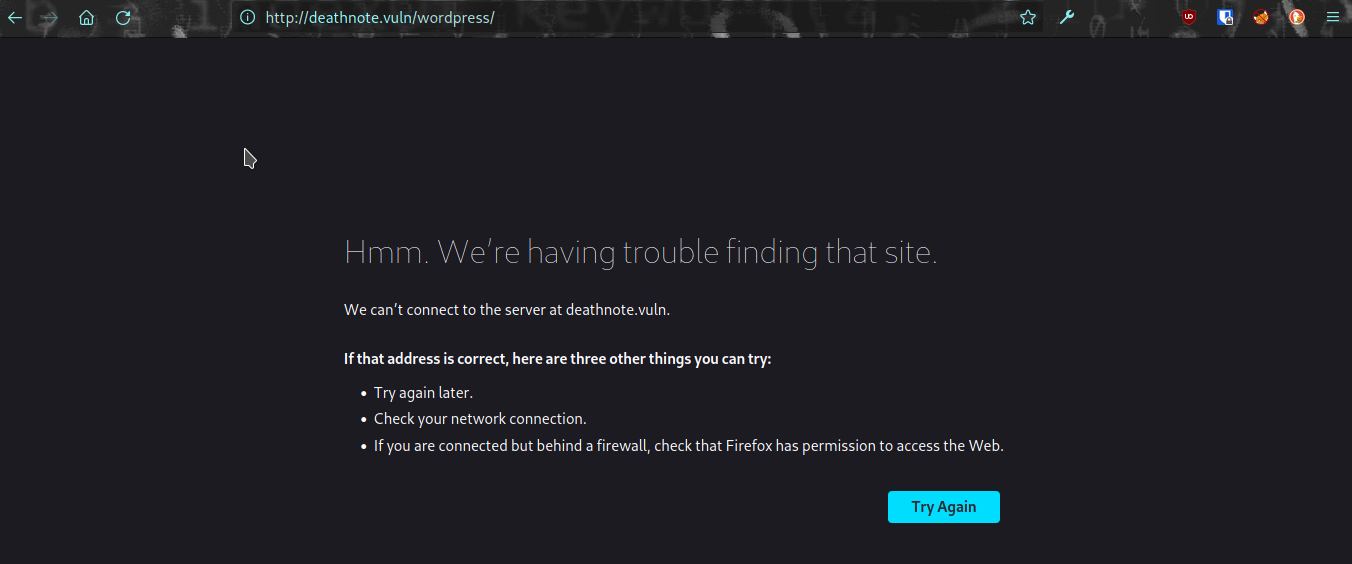 http://deathnote.vuln/wordpress/
Hmm. We’re having trouble finding that site.
We can’t connect to the server at deathnote.vuln.
If that address is correct, here are three other things you can try:
• Try again later.
• Check your network connection.
• If you are connected but behind a firewall, check that Firefox has permission to access the Web.
Try Again